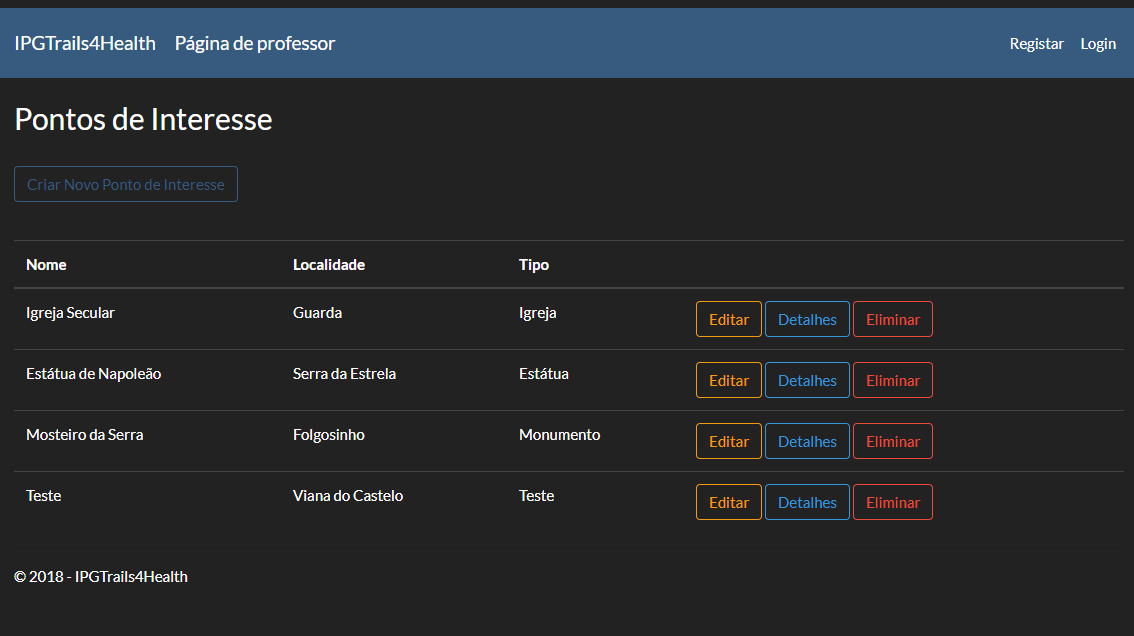 IPGTrails4Health Página de professor Registar Login
Pontos de Interesse
Criar Novo Ponto de Interesse
Nome Localidade Tipo
Igreja Secular Guarda Igreja Editar Detalhes Eliminar
Estátua de Napoleão Serra da Estrela Estátua Editar Detalhes Eliminar
Mosteiro da Serra Folgosinho Monumento Editar Detalhes Eliminar
Teste Viana do Castelo Teste Editar Detalhes Eliminar
© 2018 - IPGTrails4Health